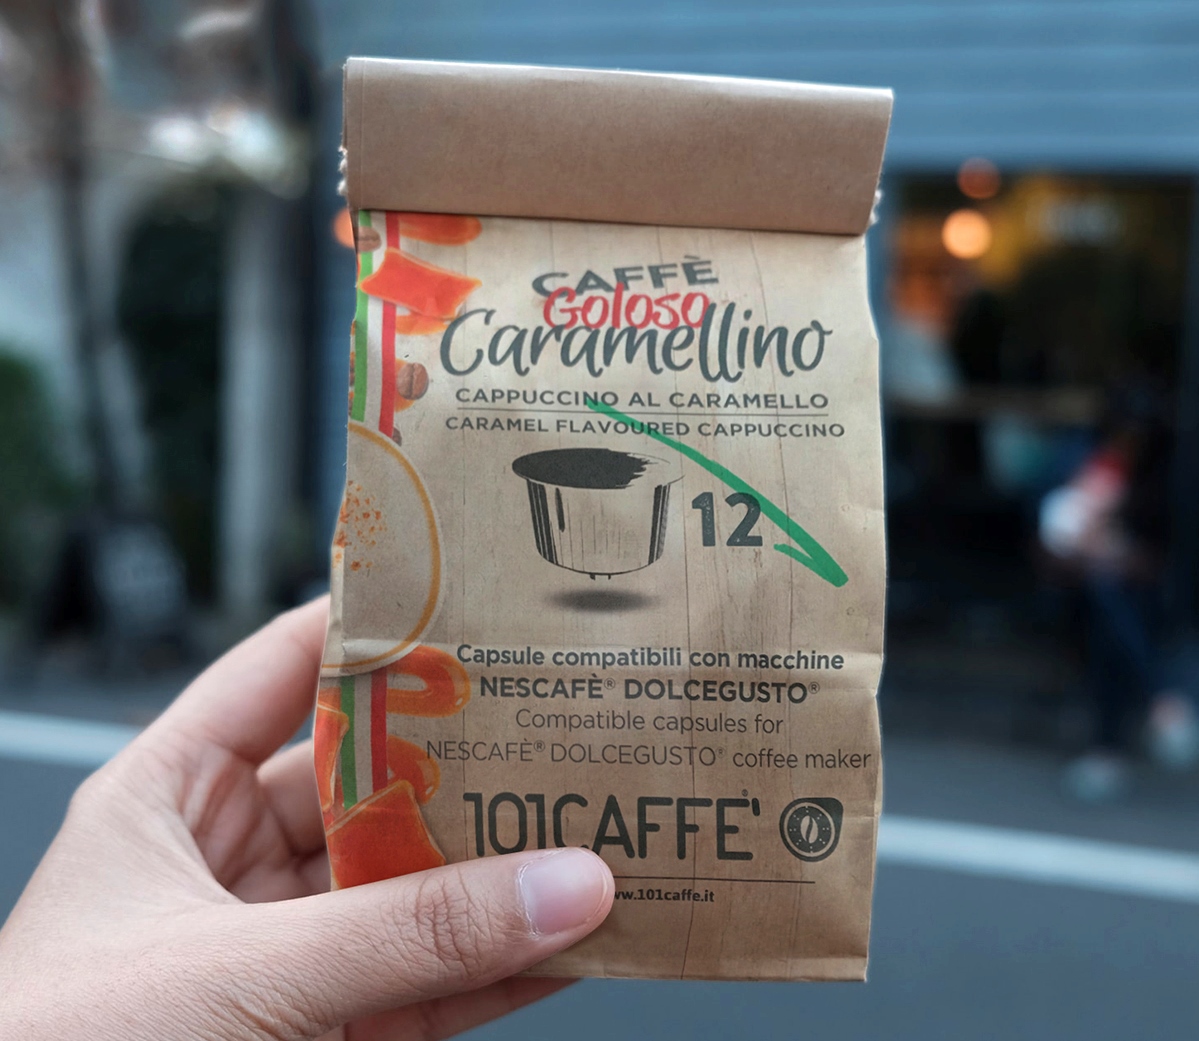 CAFFÈ
Goloso
Caramellino
CAPPUCCINO AL CARAMELLO
CARAMEL FLAVOURED CAPPUCCINO
12
Capsule compatibili con macchine
NESCAFÈ® DOLCEGUSTO®
Compatible capsules for
NESCAFÈ® DOLCEGUSTO® coffee maker
101CAFFE'®
w.101caffe.it